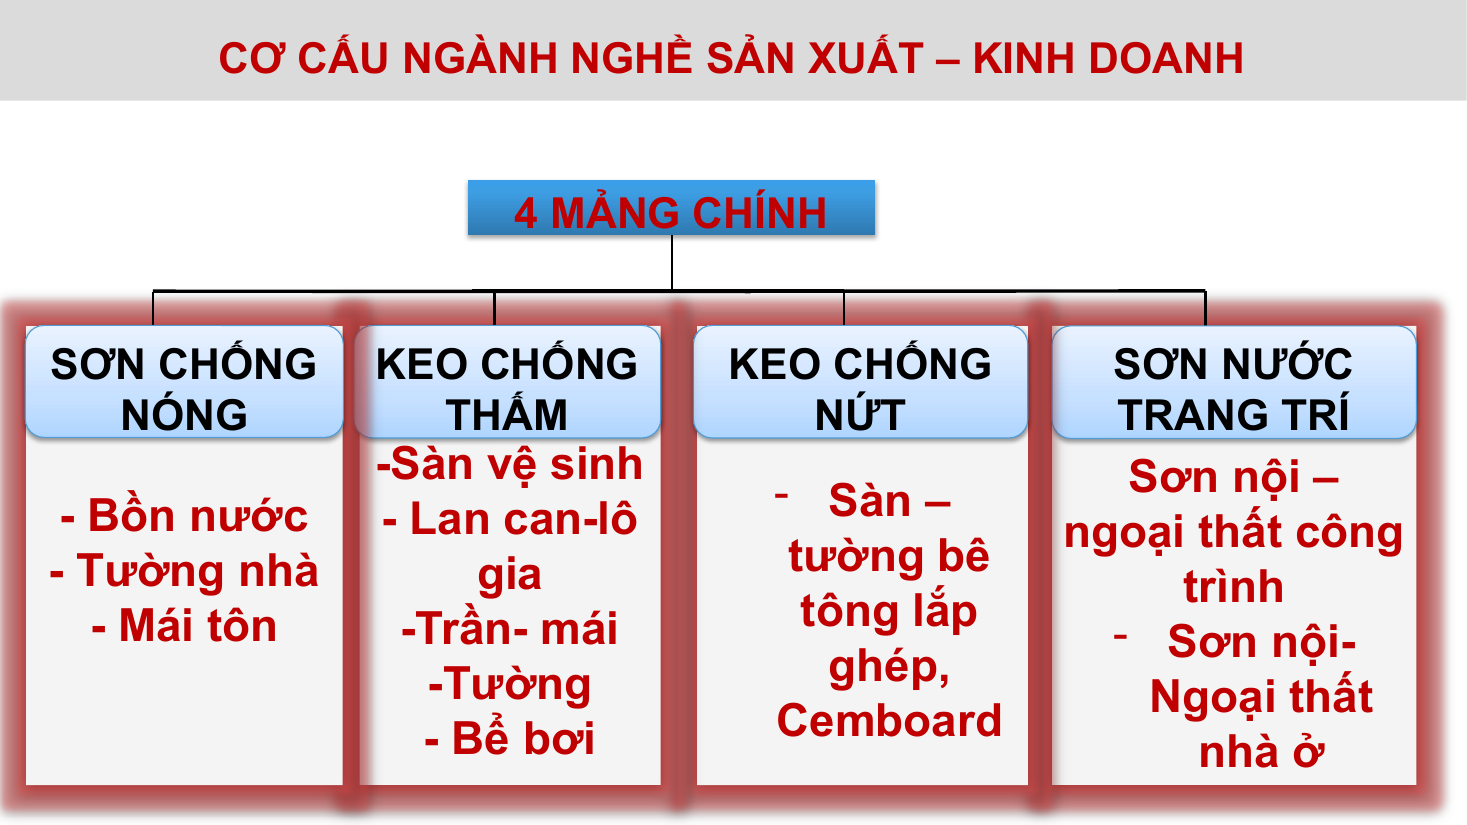 CƠ CẤU NGÀNH NGHỀ SẢN XUẤT – KINH DOANH
4 MẢNG CHÍNH
SƠN CHỐNG
NÓNG
- Bồn nước
- Tường nhà
- Mái tôn
KEO CHỐNG
THẤM
-Sàn vệ sinh
- Lan can-lô
gia
-Trần- mái
-Tường
- Bể bơi
KEO CHỐNG
NỨT
- Sàn –
tường bê
tông lắp
ghép,
Cemboard
SƠN NƯỚC
TRANG TRÍ
Sơn nội –
ngoại thất công
trình
- Sơn nội-
Ngoại thất
nhà ở